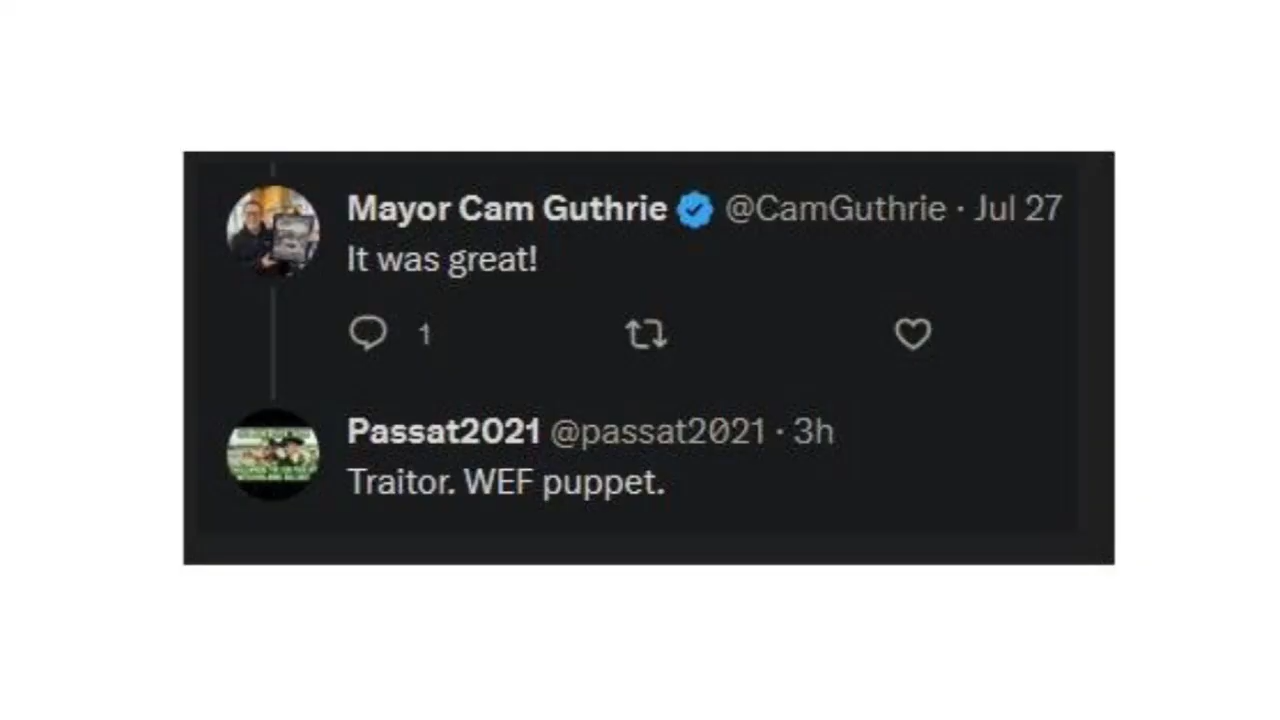 Mayor Cam Guthrie @CamGuthrie · Jul 27
It was great!
1
Passat2021 @passat2021 · 3h
Traitor. WEF puppet.